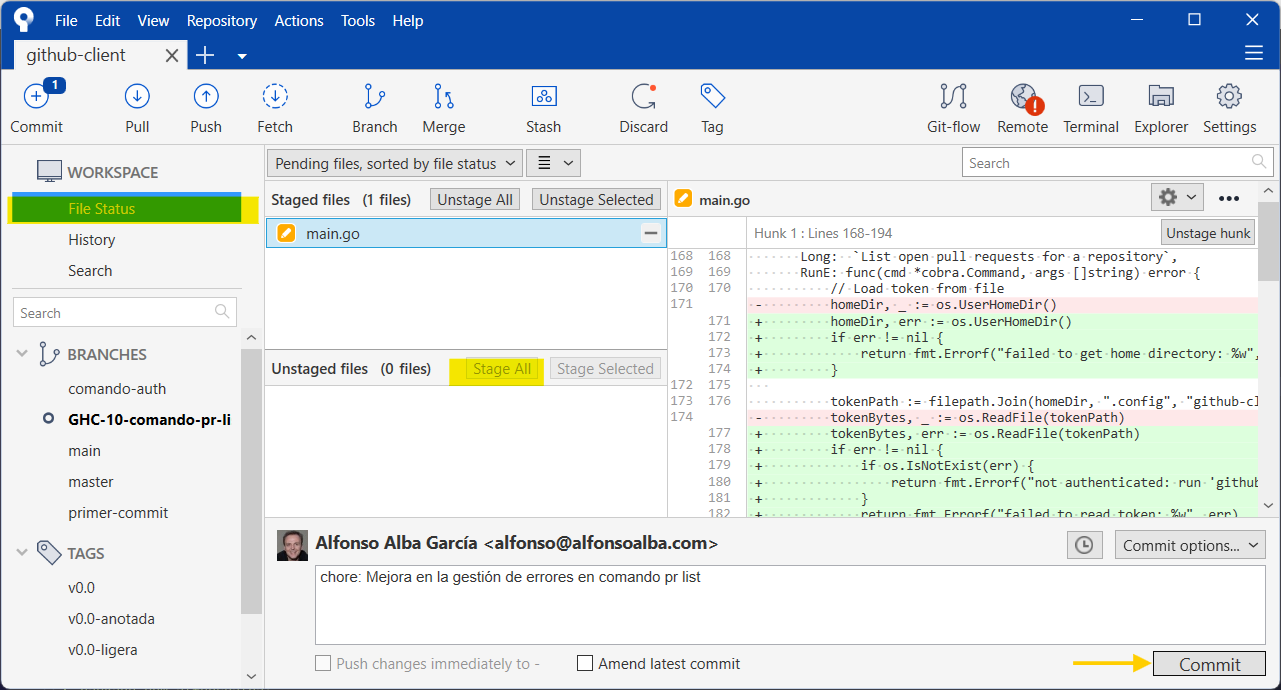 File Edit View Repository Actions Tools Help
github-client
1
Commit Pull Push Fetch Branch Merge Stash Discard Tag Git-flow Remote Terminal Explorer Settings
WORKSPACE
File Status
History
Search
Search
BRANCHES
comando-auth
GHC-10-comando-pr-li
main
master
primer-commit
TAGS
v0.0
v0.0-anotada
v0.0-ligera
Pending files, sorted by file status
Search
Staged files (1 files) Unstage All Unstage Selected
main.go
Unstaged files (0 files) Stage All Stage Selected
main.go
Hunk 1 : Lines 168-194 Unstage hunk
168 168 Long: `List open pull requests for a repository`,
169 169 RunE: func(cmd *cobra.Command, args []string) error {
170 170 // Load token from file
171 - homeDir, _ := os.UserHomeDir()
171 + homeDir, err := os.UserHomeDir()
172 + if err != nil {
173 + return fmt.Errorf("failed to get home directory: %w",
174 + }
172 175
173 176 tokenPath := filepath.Join(homeDir, ".config", "github-cl
174 - tokenBytes, _ := os.ReadFile(tokenPath)
177 + tokenBytes, err := os.ReadFile(tokenPath)
178 + if err != nil {
179 + if os.IsNotExist(err) {
180 + return fmt.Errorf("not authenticated: run 'github
181 + }
182 + return fmt.Errorf("failed to read token: %w", err)
Alfonso Alba García <alfonso@alfonsoalba.com>
Commit options...
chore: Mejora en la gestión de errores en comando pr list
Push changes immediately to - Amend latest commit
Commit